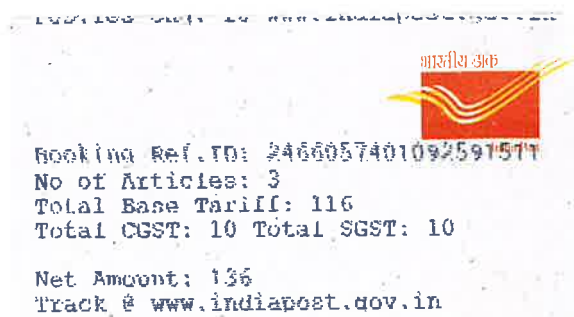 भारतीय डाक
Booking Ref.ID:
No of Articles: 3
Total Base Tariff: 116
Total CGST: 10 Total SGST: 10
Net Amount: 136
Track @ www.indiapost.gov.in